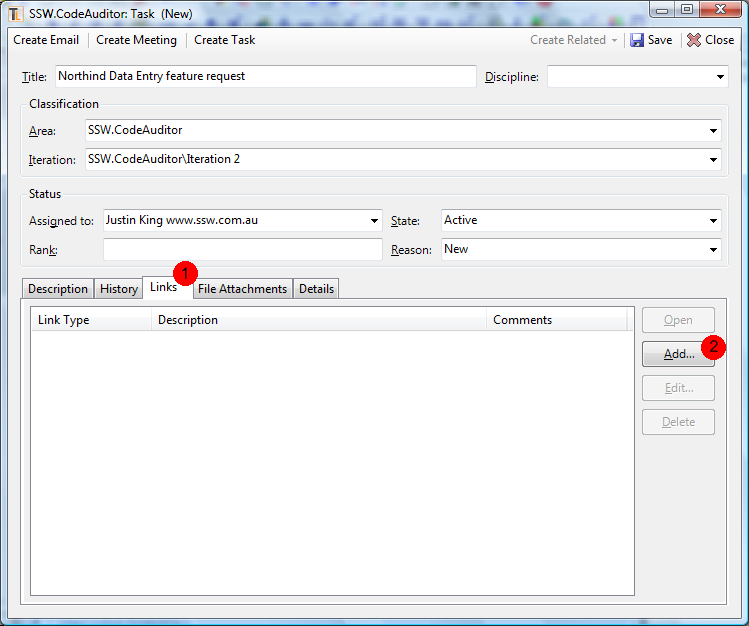 SSW.CodeAuditor: Task (New)
Create Email Create Meeting Create Task Create Related Save Close
Title: Northind Data Entry feature request Discipline:
Classification
Area: SSW.CodeAuditor
Iteration: SSW.CodeAuditor\Iteration 2
Status
Assigned to: Justin King www.ssw.com.au State: Active
Rank: Reason: New
1
Description History Links File Attachments Details
Link Type Description Comments Open
2
Add...
Edit...
Delete